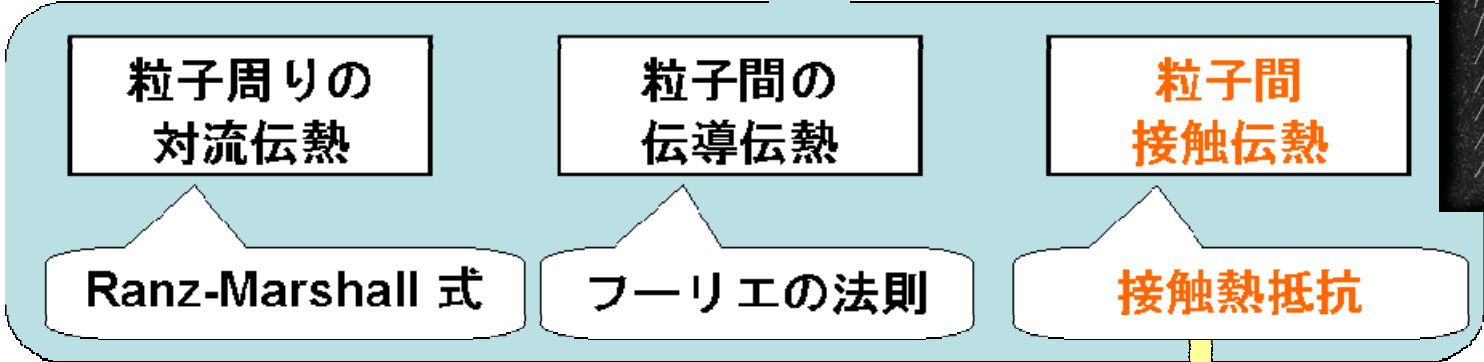 粒子周りの
対流伝熱
粒子間の
伝導伝熱
粒子間
接触伝熱
Ranz-Marshall 式
フーリエの法則
接触熱抵抗